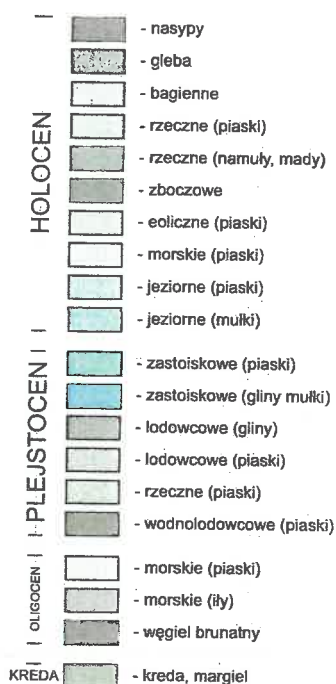 HOLOCEN
- nasypy
- gleba
- bagienne
- rzeczne (piaski)
- rzeczne (namuły, mady)
- zboczowe
- eoliczne (piaski)
- morskie (piaski)
- jeziorne (piaski)
- jeziorne (mułki)
PLEJSTOCEN
- zastoiskowe (piaski)
- zastoiskowe (gliny mułki)
- lodowcowe (gliny)
- lodowcowe (piaski)
- rzeczne (piaski)
- wodnolodowcowe (piaski)
OLIGOCEN
- morskie (piaski)
- morskie (iły)
- węgiel brunatny
KREDA - kreda, margiel